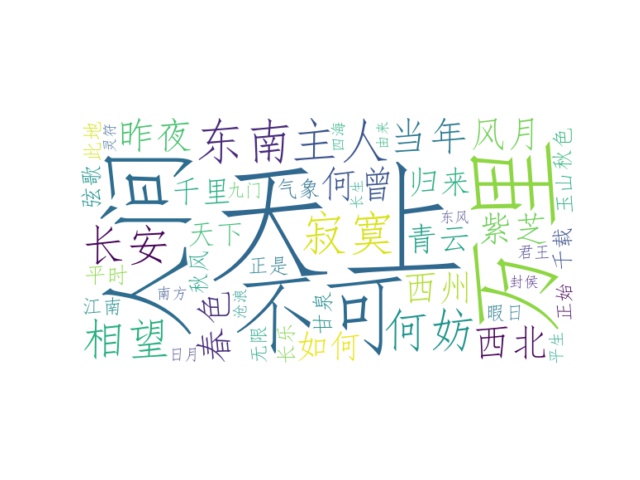 此地
灵符
昨夜
东南
主人
四海
由来
当年
风月
秋色
弦歌
人间
千里
九门
天上
气象
何曾
长生
归来
万里
玉山
长安
天下
秋风
寂寞
青云
东风
紫芝
千载
平时
正是
不可
西州
君王
江南
南方
春色
沧浪
甘泉
何妨
封侯
正始
暇日
相望
日月
无限
长乐
如何
西北
平生